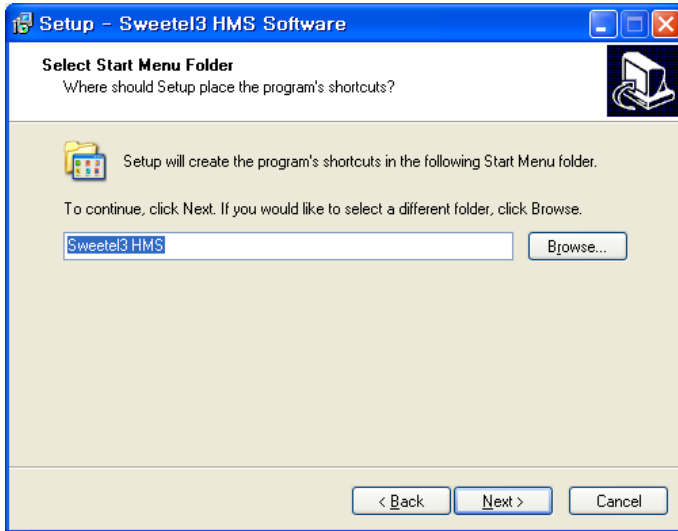 Setup - Sweetel3 HMS Software
Select Start Menu Folder
Where should Setup place the program's shortcuts?
Setup will create the program's shortcuts in the following Start Menu folder.
To continue, click Next. If you would like to select a different folder, click Browse.
Sweetel3 HMS
Browse...
< Back
Next >
Cancel